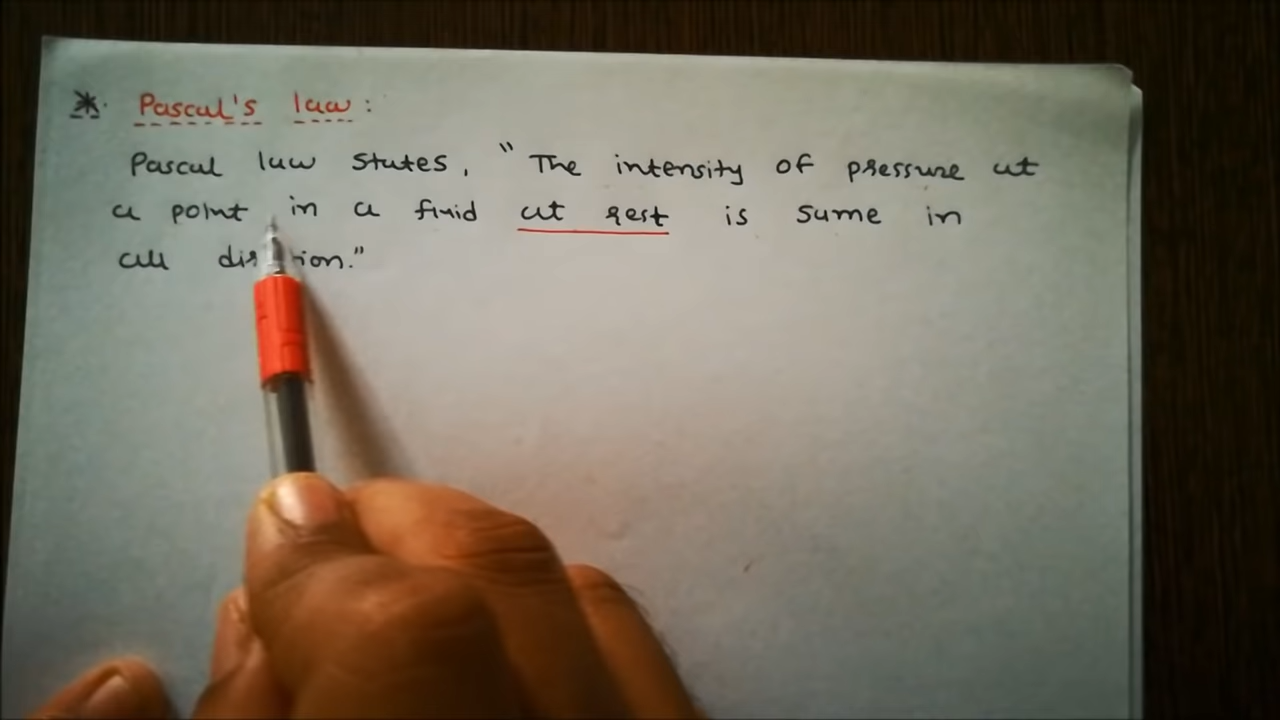 * Pascal's law :
Pascal law states, "The intensity of pressure at
a point in a fluid at rest is same in
all direction."